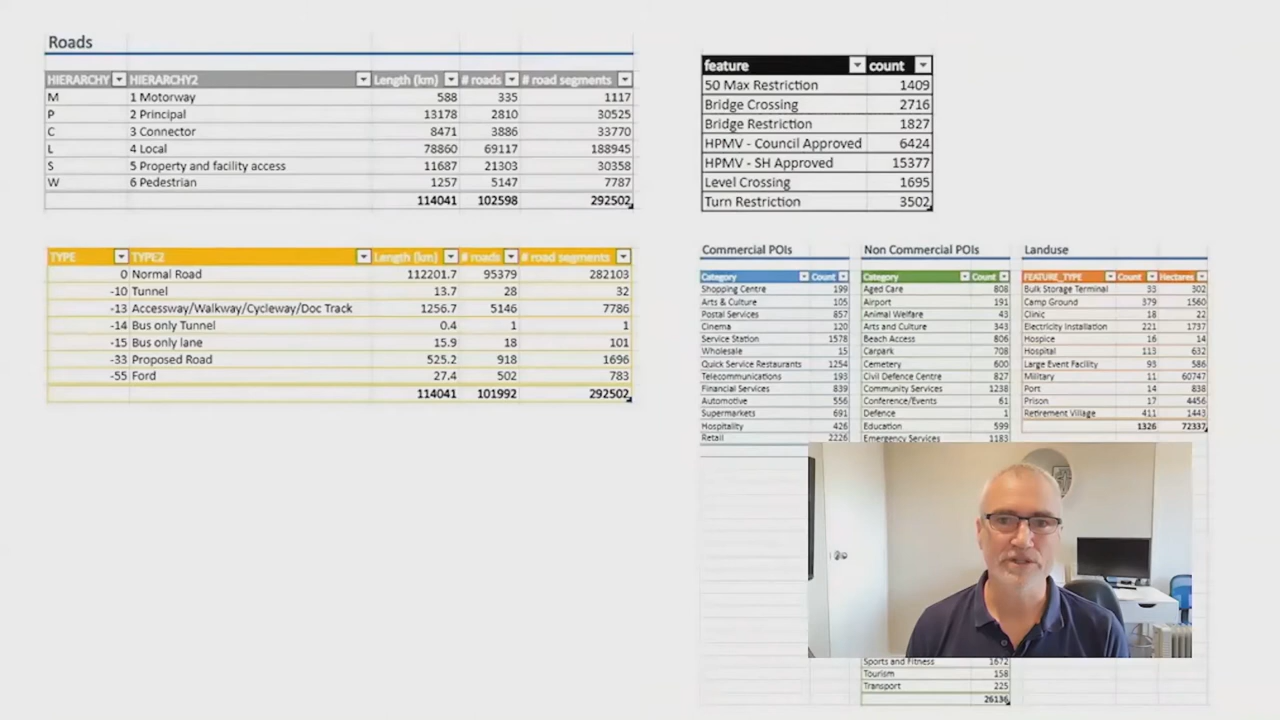 Roads
HIERARCHY HIERARCHY2 Length (km) # roads # road segments
M 1 Motorway 588 335 1117
P 2 Principal 13178 2810 30525
C 3 Connector 8471 3886 33770
L 4 Local 78860 69117 188945
S 5 Property and facility access 11687 21303 30358
W 6 Pedestrian 1257 5147 7787
114041 102598 292502
TYPE TYPE2 Length (km) # roads # road segments
0 Normal Road 112201.7 95379 282103
-10 Tunnel 13.7 28 32
-13 Accessway/Walkway/Cycleway/Doc Track 1256.7 5146 7786
-14 Bus only Tunnel 0.4 1 1
-15 Bus only lane 15.9 18 101
-33 Proposed Road 525.2 918 1696
-55 Ford 27.4 502 783
114041 101992 292502
feature count
50 Max Restriction 1409
Bridge Crossing 2716
Bridge Restriction 1827
HPMV - Council Approved 6424
HPMV - SH Approved 15377
Level Crossing 1695
Turn Restriction 3502
Commercial POIs
Category Count
Shopping Centre 199
Arts & Culture 105
Postal Services 857
Cinema 120
Service Station 1578
Wholesale 15
Quick Service Restaurants 1254
Telecommunications 193
Financial Services 839
Automotive 556
Supermarkets 691
Hospitality 426
Retail 2226
Non Commercial POIs
Category Count
Aged Care 808
Airport 191
Animal Welfare 43
Arts and Culture 343
Beach Access 806
Carpark 708
Cemetery 600
Civil Defence Centre 827
Community Services 1238
Conference/Events 61
Defence 1
Education 599
Emergency Services 1183
Sports and Fitness 1672
Tourism 158
Transport 225
26136
Landuse
FEATURE_TYPE Count Hectares
Bulk Storage Terminal 33 302
Camp Ground 379 1560
Clinic 18 22
Electricity Installation 221 1737
Hospice 16 14
Hospital 113 632
Large Event Facility 93 586
Military 11 60747
Port 14 838
Prison 17 4456
Retirement Village 411 1443
1326 72337